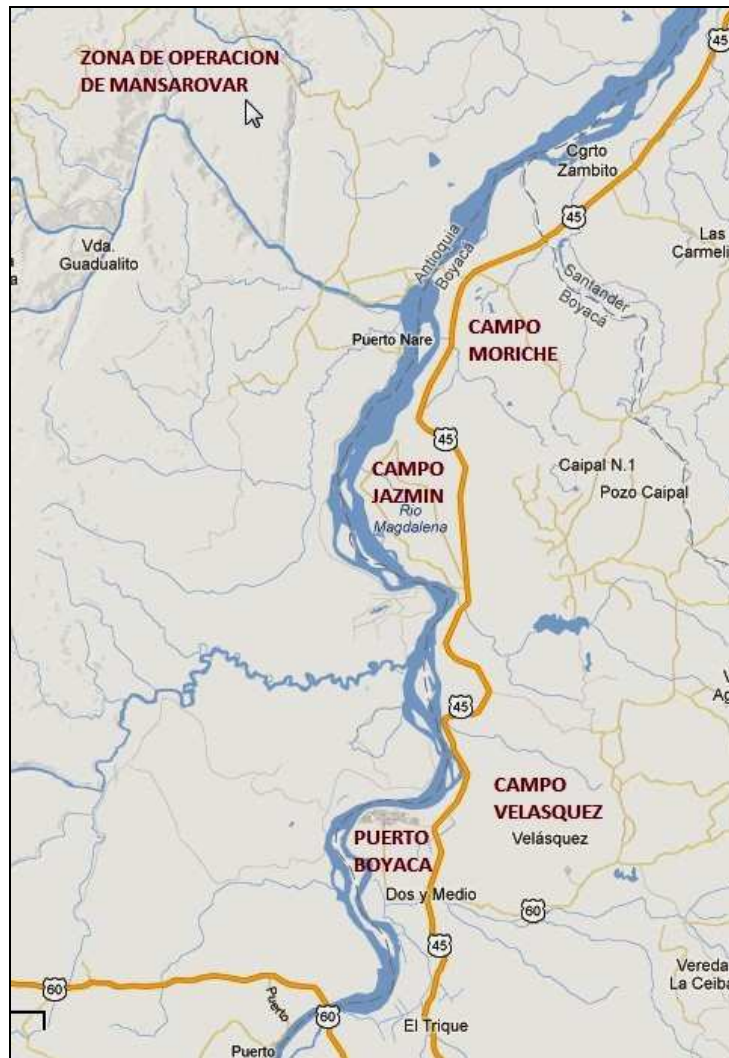 ZONA DE OPERACION
DE MANSAROVAR
45
Cgrto
Zambito
45
Vda.
Guadualito
Las
Carmeli
Antioquia
Boyacá
Santander
Boyacá
CAMPO
MORICHE
Puerto Nare
45
CAMPO
JAZMIN
Rio
Magdalena
Caipal N.1
Pozo Caipal
45
CAMPO
VELASQUEZ
Velásquez
PUERTO
BOYACA
Dos y Medio
60
45
Vereda
La Ceiba
60
Puerto
60
El Trique
Puerto